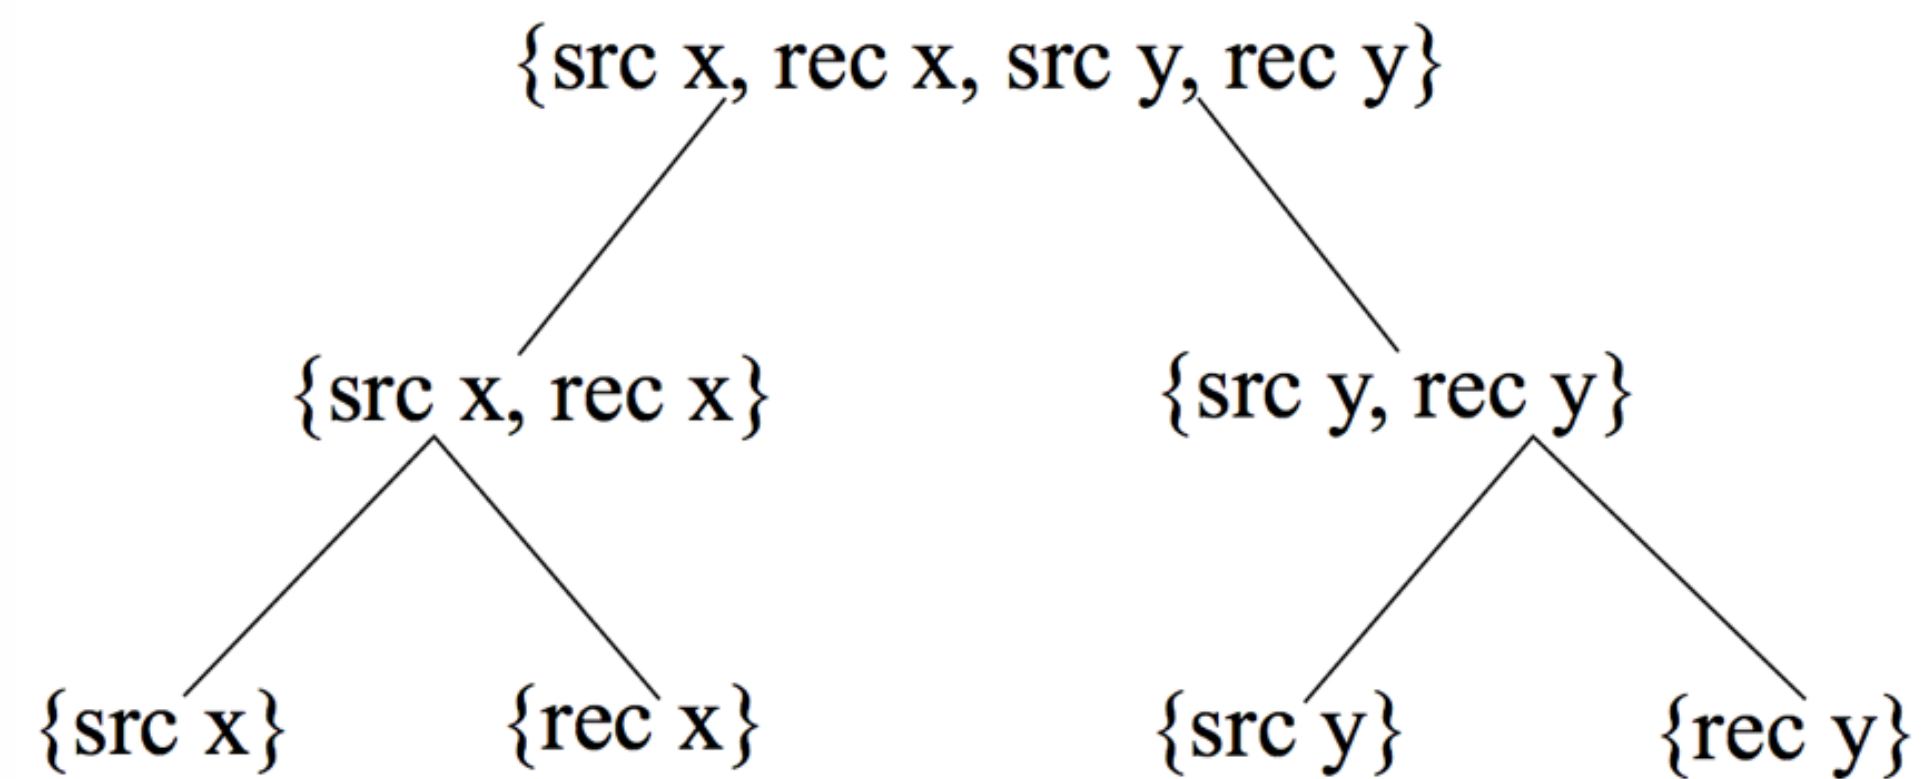 {src x, rec x, src y, rec y}
{src x, rec x} {src y, rec y}
{src x} {rec x} {src y} {rec y}